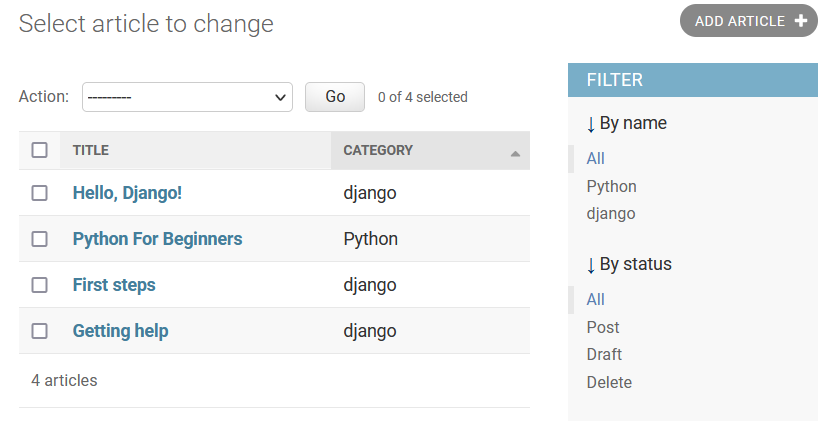 Select article to change
ADD ARTICLE +
Action: --------- Go 0 of 4 selected
TITLE CATEGORY
Hello, Django! django
Python For Beginners Python
First steps django
Getting help django
4 articles
FILTER
↓ By name
All
Python
django
↓ By status
All
Post
Draft
Delete